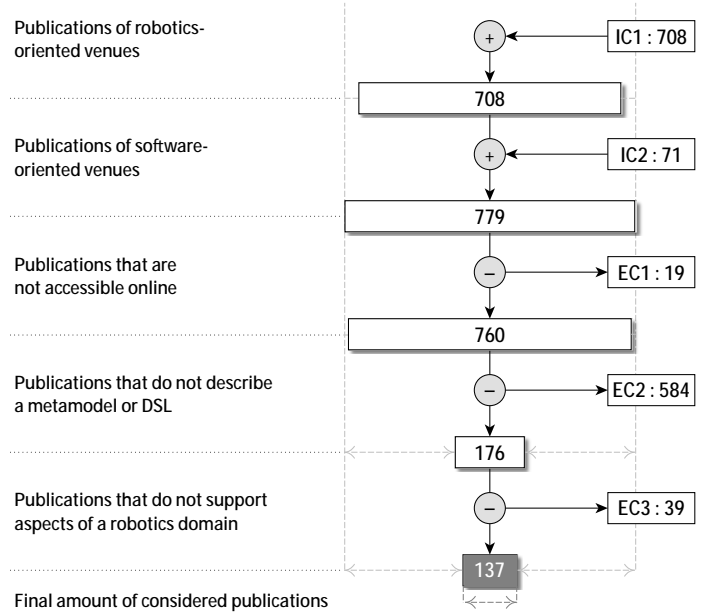 Publications of robotics-
oriented venues
+
IC1 : 708
708
Publications of software-
oriented venues
+
IC2 : 71
779
Publications that are
not accessible online
−
EC1 : 19
760
Publications that do not describe
a metamodel or DSL
−
EC2 : 584
176
Publications that do not support
aspects of a robotics domain
−
EC3 : 39
137
Final amount of considered publications